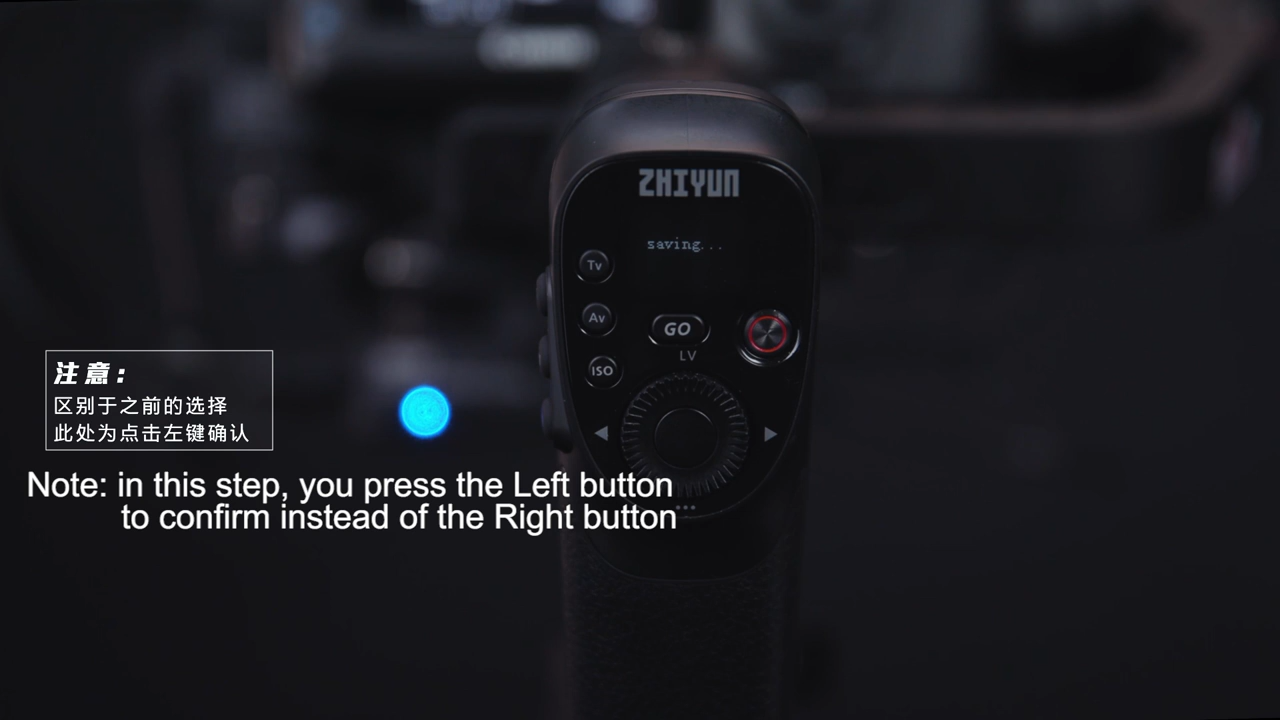 ZHIYUN
saving...
Tv
Av
GO
LV
ISO
注意：
区别于之前的选择
此处为点击左键确认
Note: in this step, you press the Left button
to confirm instead of the Right button